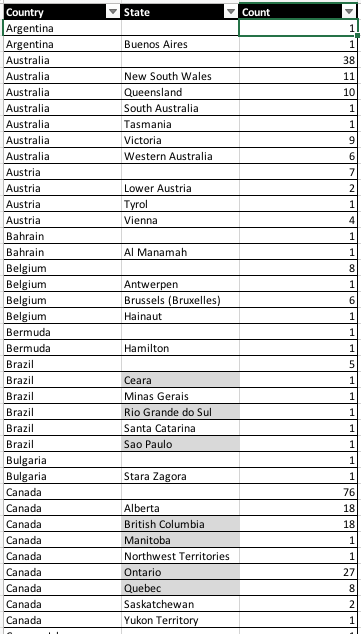 Country State Count
Argentina 1
Argentina Buenos Aires 1
Australia 38
Australia New South Wales 11
Australia Queensland 10
Australia South Australia 1
Australia Tasmania 1
Australia Victoria 9
Australia Western Australia 6
Austria 7
Austria Lower Austria 2
Austria Tyrol 1
Austria Vienna 4
Bahrain 1
Bahrain Al Manamah 1
Belgium 8
Belgium Antwerpen 1
Belgium Brussels (Bruxelles) 6
Belgium Hainaut 1
Bermuda 1
Bermuda Hamilton 1
Brazil 5
Brazil Ceara 1
Brazil Minas Gerais 1
Brazil Rio Grande do Sul 1
Brazil Santa Catarina 1
Brazil Sao Paulo 1
Bulgaria 1
Bulgaria Stara Zagora 1
Canada 76
Canada Alberta 18
Canada British Columbia 18
Canada Manitoba 1
Canada Northwest Territories 1
Canada Ontario 27
Canada Quebec 8
Canada Saskatchewan 2
Canada Yukon Territory 1